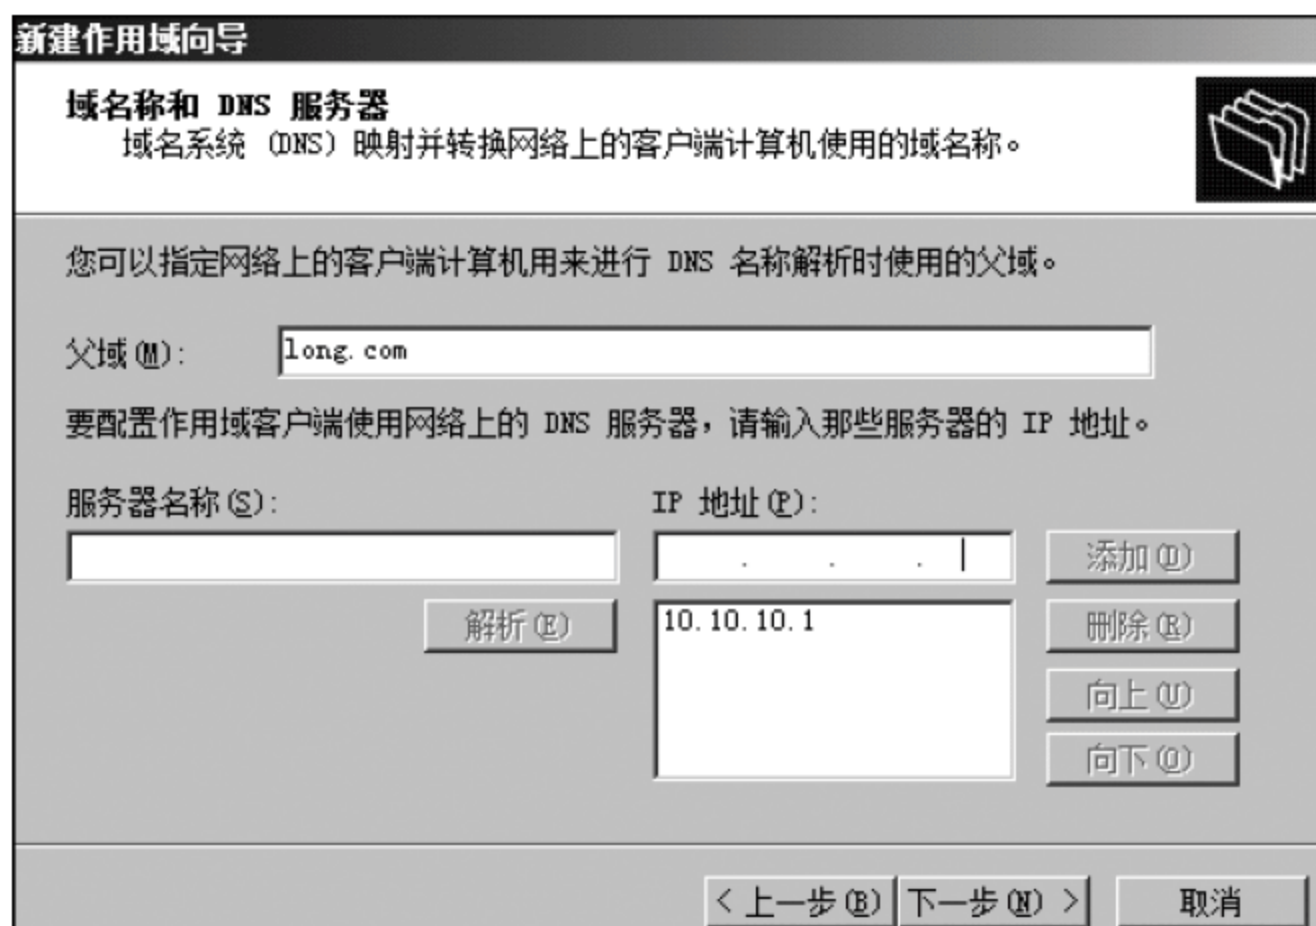 新建作用域向导
域名称和 DNS 服务器
域名系统 (DNS) 映射并转换网络上的客户端计算机使用的域名称。
您可以指定网络上的客户端计算机用来进行 DNS 名称解析时使用的父域。
父域(M): long.com
要配置作用域客户端使用网络上的 DNS 服务器，请输入那些服务器的 IP 地址。
服务器名称(S): IP 地址(P):
. . . 添加(D)
解析(E) 10.10.10.1 删除(R)
向上(U)
向下(O)
< 上一步(B) 下一步(N) > 取消